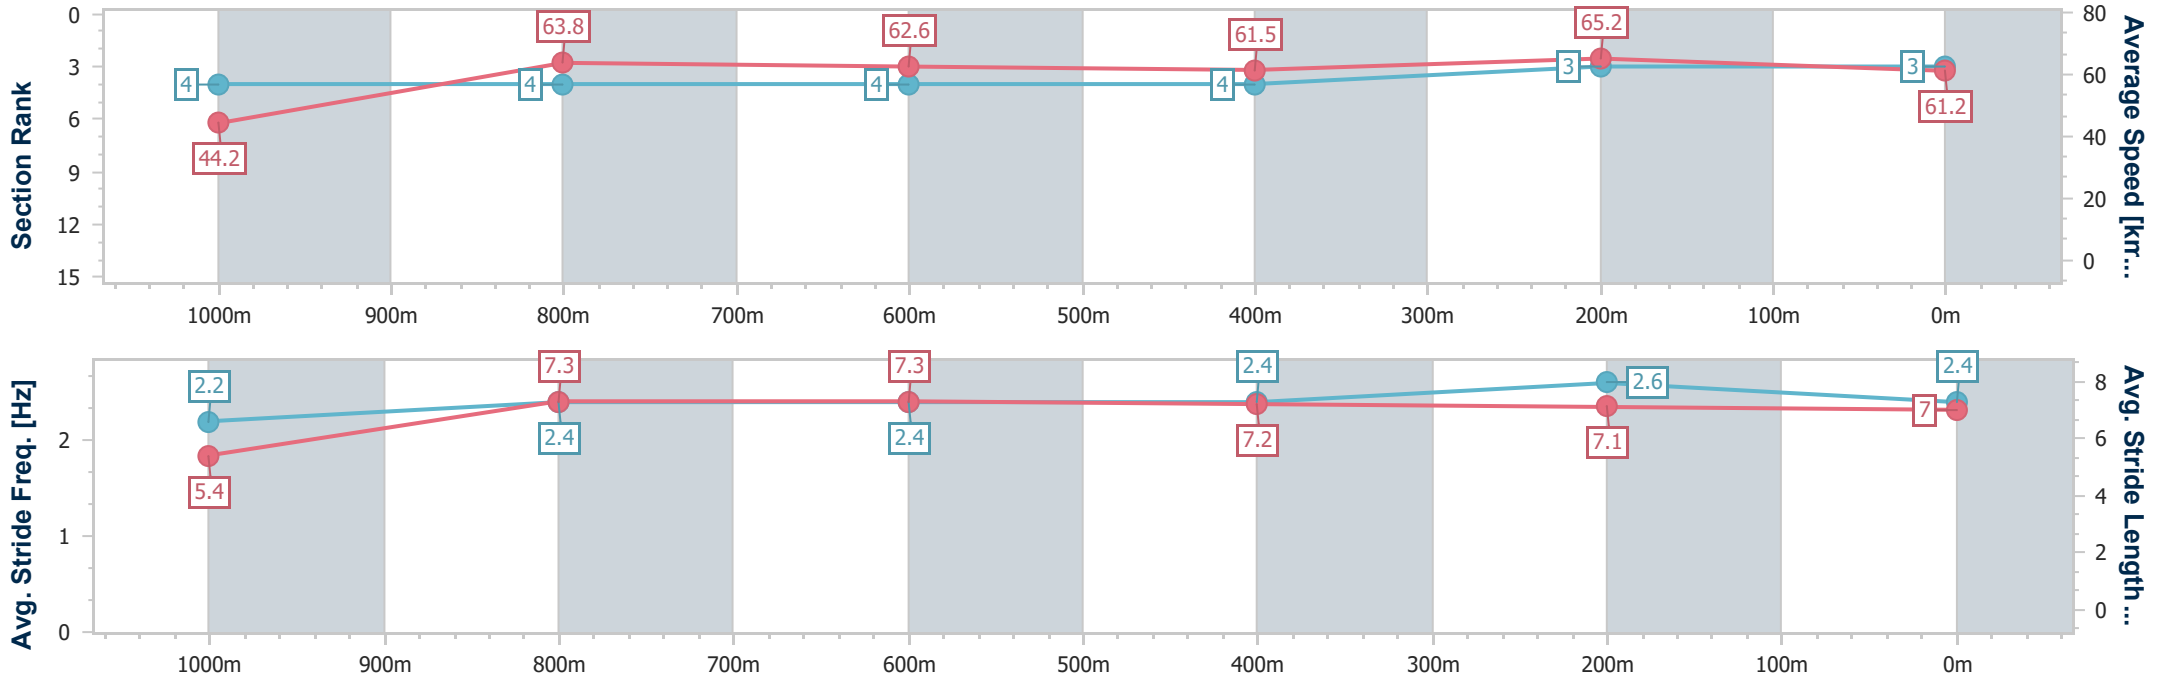 Section Rank
Average Speed [km...
0
3
6
9
12
15
80
60
40
20
0
4
4
4
4
3
3
44.2
63.8
62.6
61.5
65.2
61.2
1000m
900m
800m
700m
600m
500m
400m
300m
200m
100m
0m
Avg. Stride Freq. [Hz]
Avg. Stride Length...
2
1
0
8
6
4
2
0
2.2
2.4
2.4
2.4
2.6
2.4
5.4
7.3
7.3
7.2
7.1
7
1000m
900m
800m
700m
600m
500m
400m
300m
200m
100m
0m